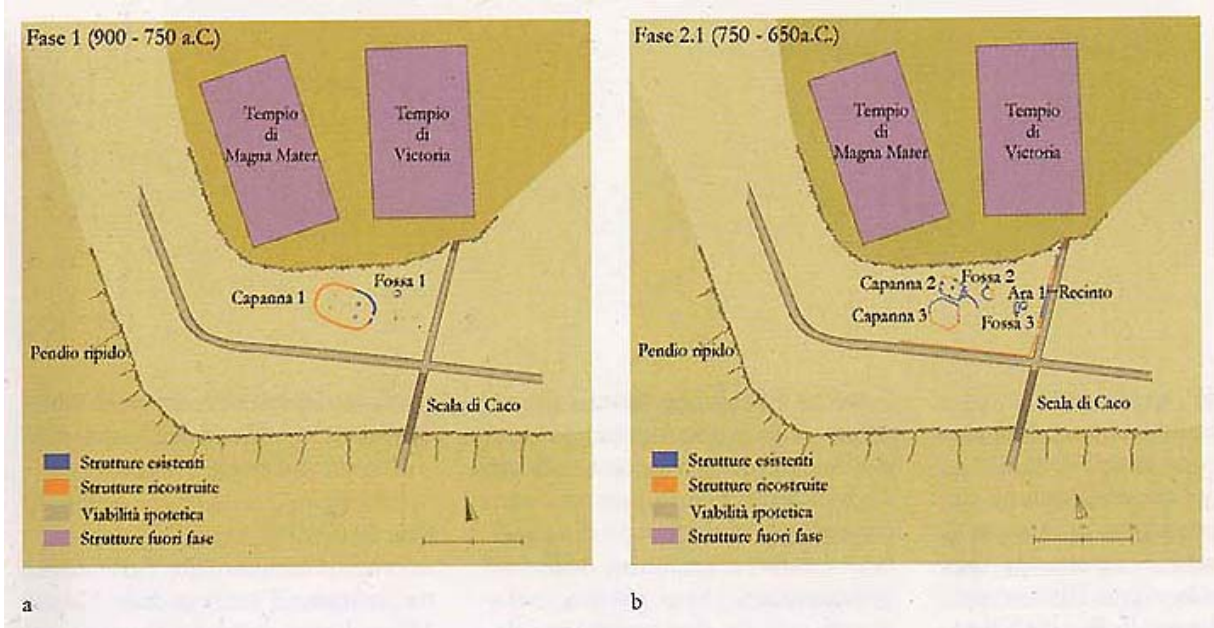 Fase 1 (900 - 750 a.C.)
Tempio
di
Magna Mater
Tempio
di
Victoria
Fossa 1
Capanna 1
Pendio ripido
Scala di Caco
Strutture esistenti
Strutture ricostruite
Viabilità ipotetica
Strutture fuori fase
a
Fase 2.1 (750 - 650a.C.)
Tempio
di
Magna Mater
Tempio
di
Victoria
Capanna 2
Fossa 2
Ara 1
Recinto
Capanna 3
Fossa 3
Pendio ripido
Scala di Caco
Strutture esistenti
Strutture ricostruite
Viabilità ipotetica
Strutture fuori fase
b